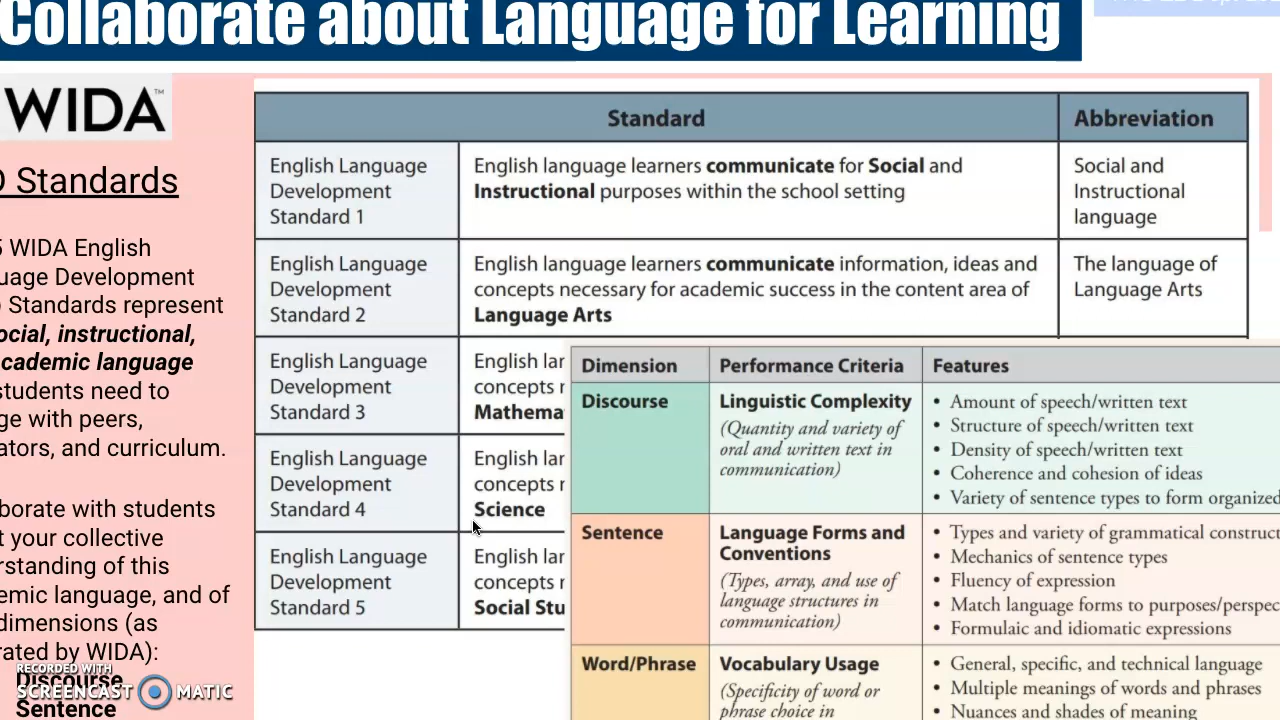 Collaborate about Language for Learning
WIDA™
Standards
WIDA English
Development
Standards represent
social, instructional,
academic language
students need to
with peers,
and curriculum.
with students
your collective
of this
language, and of
dimensions (as
by WIDA):
Discourse
Sentence
RECORDED WITH
SCREENCAST MATIC
Standard Abbreviation
English Language
Development
Standard 1
English language learners communicate for Social and
Instructional purposes within the school setting
Social and
Instructional
language
English Language
Development
Standard 2
English language learners communicate information, ideas and
concepts necessary for academic success in the content area of
Language Arts
The language of
Language Arts
English Language
Development
Standard 3
English lar
concepts r
Mathema
English Language
Development
Standard 4
English lar
concepts r
Science
English Language
Development
Standard 5
English lar
concepts r
Social Stu
Dimension Performance Criteria Features
Discourse
Linguistic Complexity
(Quantity and variety of
oral and written text in
communication)
• Amount of speech/written text
• Structure of speech/written text
• Density of speech/written text
• Coherence and cohesion of ideas
• Variety of sentence types to form organized
Sentence
Language Forms and
Conventions
(Types, array, and use of
language structures in
communication)
• Types and variety of grammatical construct
• Mechanics of sentence types
• Fluency of expression
• Match language forms to purposes/perspec
• Formulaic and idiomatic expressions
Word/Phrase
Vocabulary Usage
(Specificity of word or
phrase choice in
• General, specific, and technical language
• Multiple meanings of words and phrases
• Nuances and shades of meaning